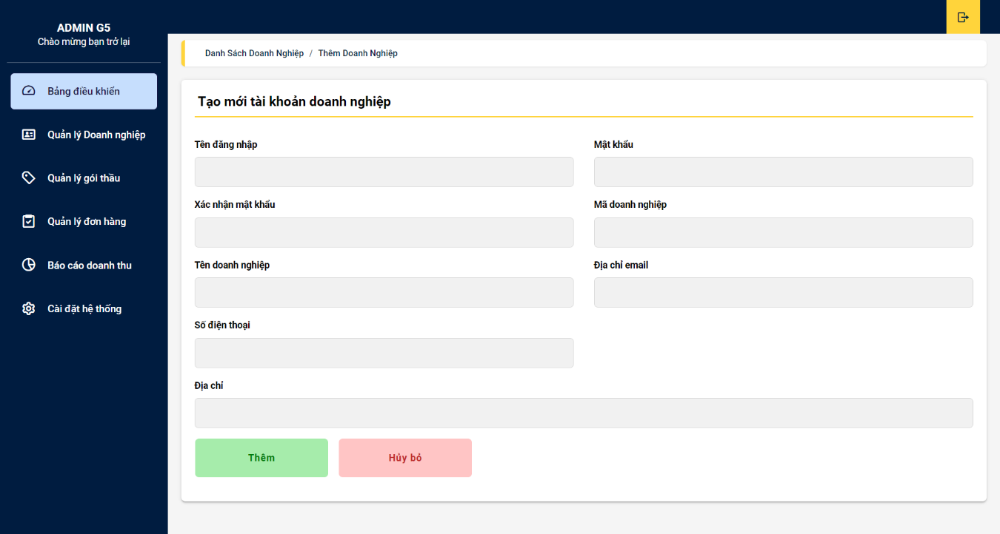 ADMIN G5
Chào mừng bạn trở lại
Bảng điều khiển
Quản lý Doanh nghiệp
Quản lý gói thầu
Quản lý đơn hàng
Báo cáo doanh thu
Cài đặt hệ thống
Danh Sách Doanh Nghiệp / Thêm Doanh Nghiệp
Tạo mới tài khoản doanh nghiệp
Tên đăng nhập
Mật khẩu
Xác nhận mật khẩu
Mã doanh nghiệp
Tên doanh nghiệp
Địa chỉ email
Số điện thoại
Địa chỉ
Thêm
Hủy bỏ